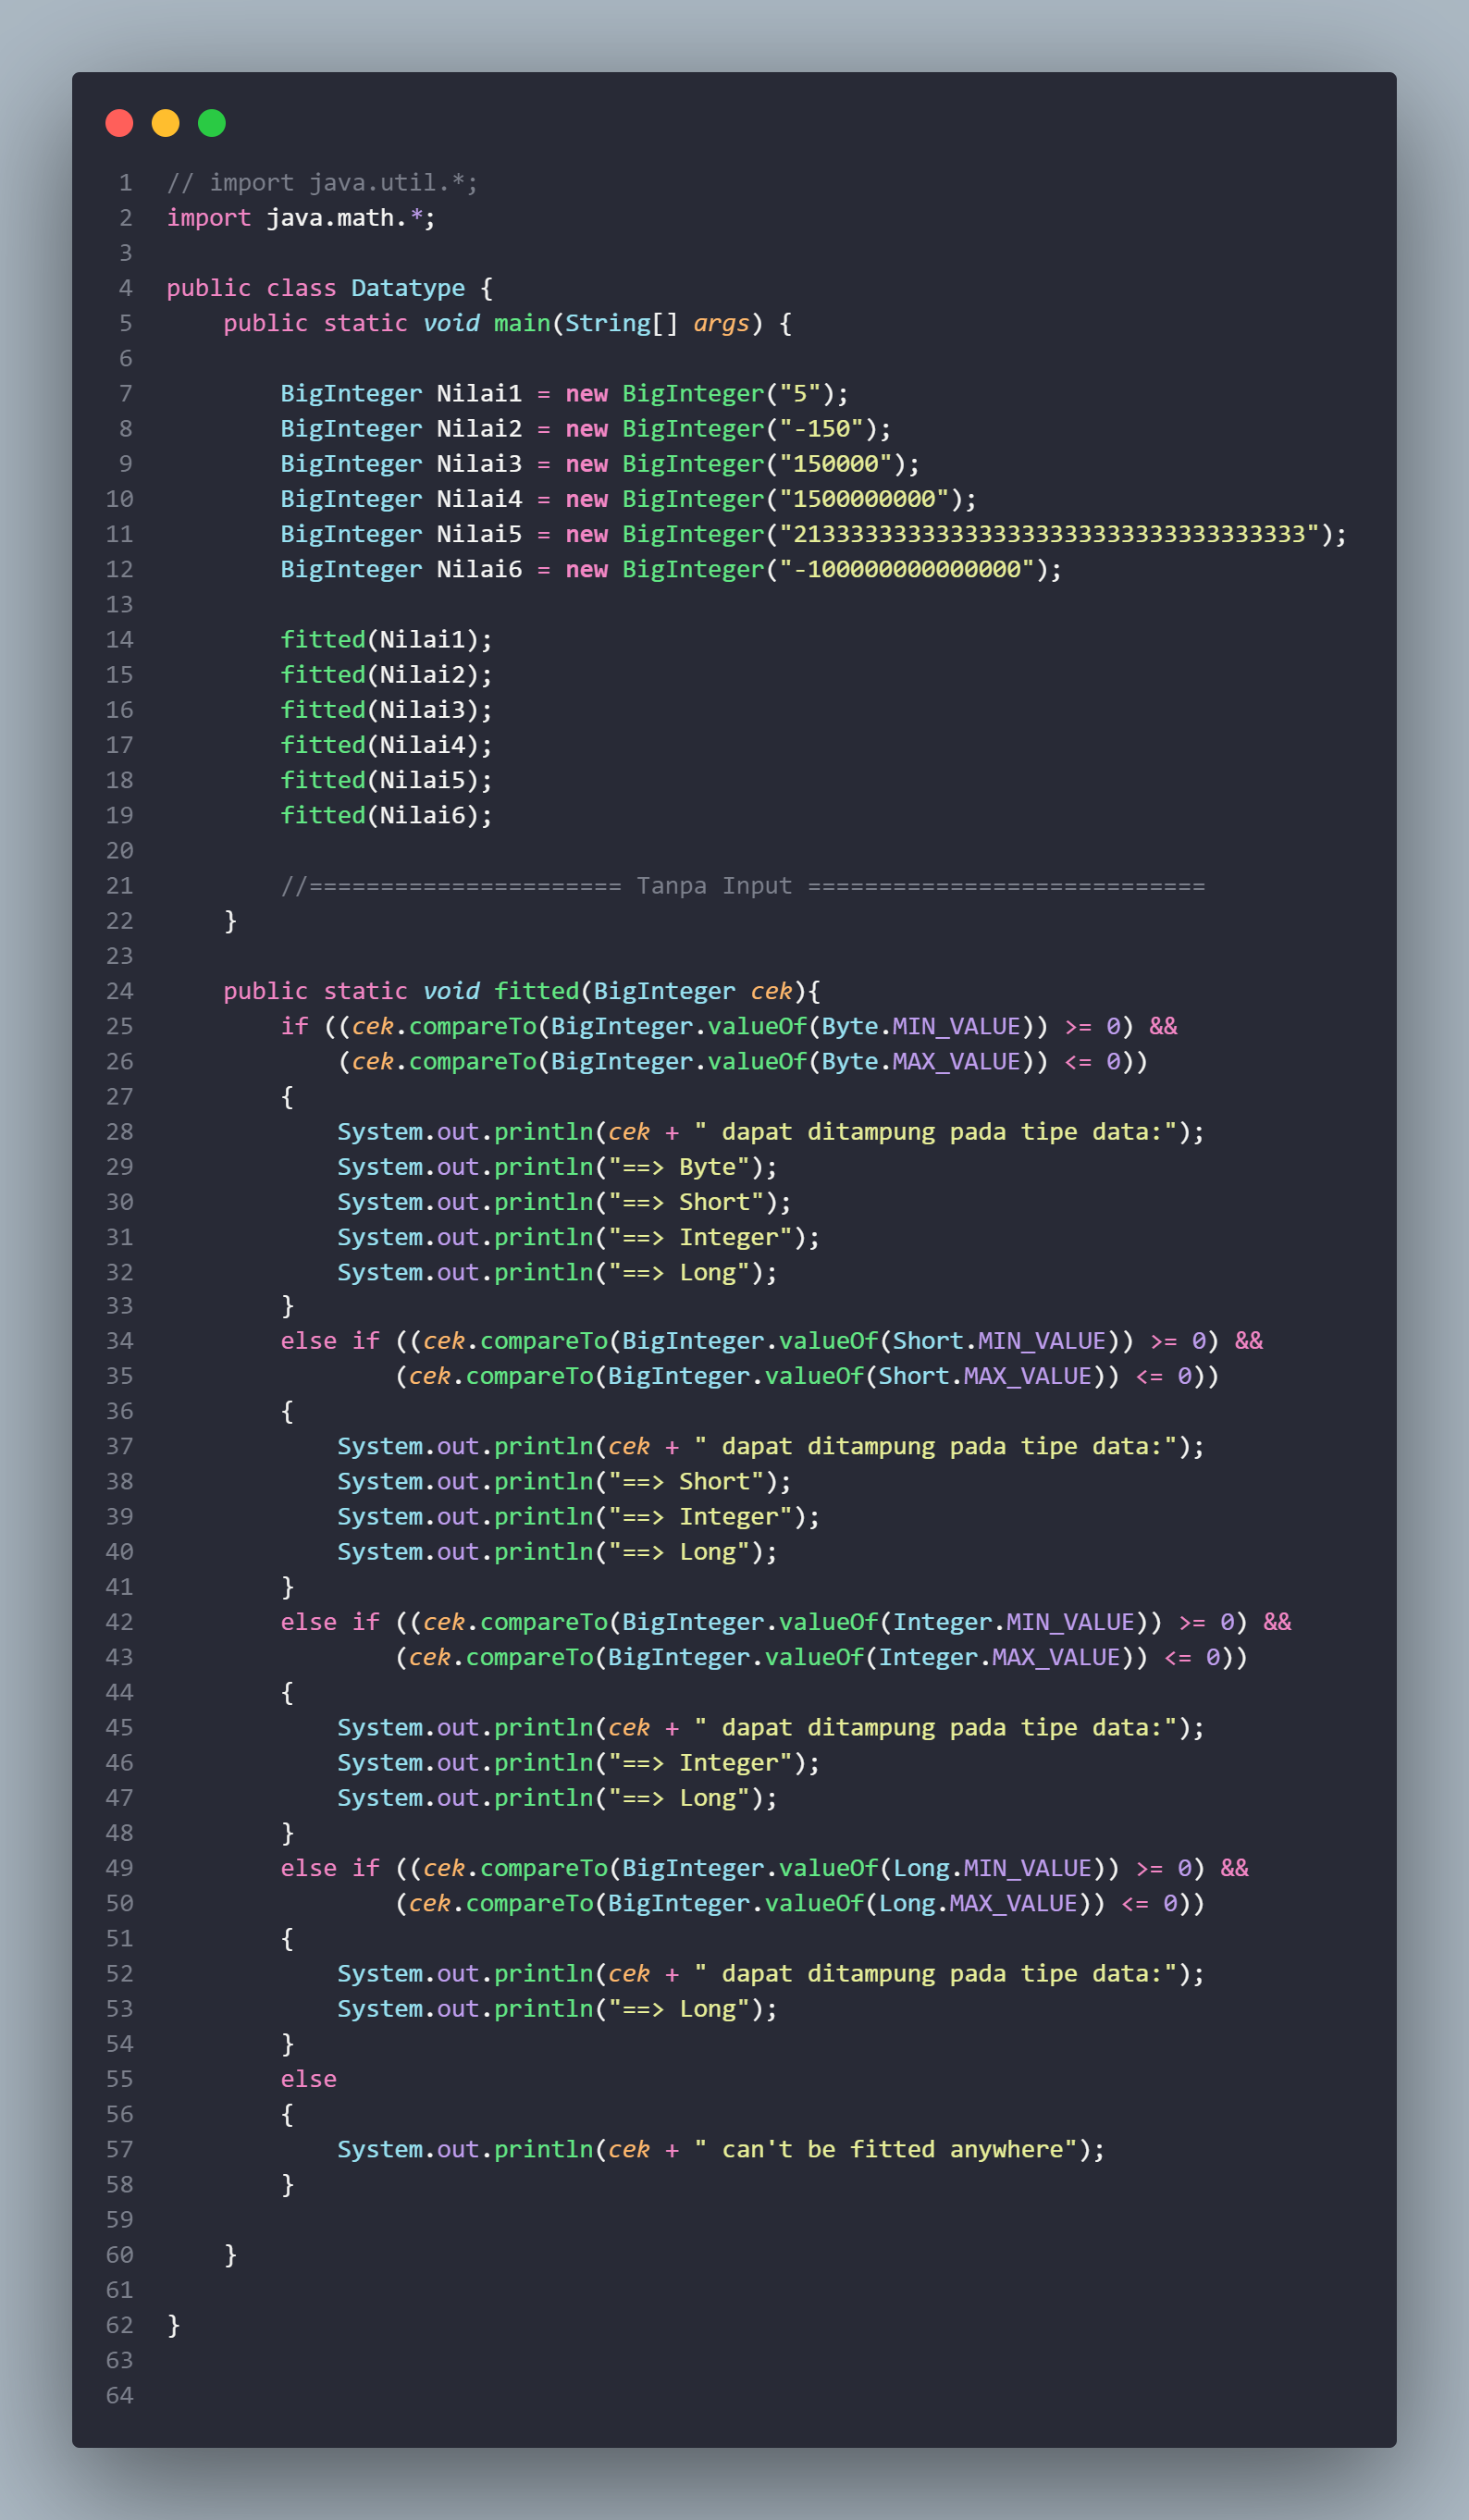 1 // import java.util.*;
2 import java.math.*;
3
4 public class Datatype {
5     public static void main(String[] args) {
6
7         BigInteger Nilai1 = new BigInteger("5");
8         BigInteger Nilai2 = new BigInteger("-150");
9         BigInteger Nilai3 = new BigInteger("150000");
10         BigInteger Nilai4 = new BigInteger("1500000000");
11         BigInteger Nilai5 = new BigInteger("213333333333333333333333333333333333");
12         BigInteger Nilai6 = new BigInteger("-100000000000000");
13
14         fitted(Nilai1);
15         fitted(Nilai2);
16         fitted(Nilai3);
17         fitted(Nilai4);
18         fitted(Nilai5);
19         fitted(Nilai6);
20
21         //====================== Tanpa Input ============================
22     }
23
24     public static void fitted(BigInteger cek){
25         if ((cek.compareTo(BigInteger.valueOf(Byte.MIN_VALUE)) >= 0) &&
26             (cek.compareTo(BigInteger.valueOf(Byte.MAX_VALUE)) <= 0))
27         {
28             System.out.println(cek + " dapat ditampung pada tipe data:");
29             System.out.println("==> Byte");
30             System.out.println("==> Short");
31             System.out.println("==> Integer");
32             System.out.println("==> Long");
33         }
34         else if ((cek.compareTo(BigInteger.valueOf(Short.MIN_VALUE)) >= 0) &&
35                 (cek.compareTo(BigInteger.valueOf(Short.MAX_VALUE)) <= 0))
36         {
37             System.out.println(cek + " dapat ditampung pada tipe data:");
38             System.out.println("==> Short");
39             System.out.println("==> Integer");
40             System.out.println("==> Long");
41         }
42         else if ((cek.compareTo(BigInteger.valueOf(Integer.MIN_VALUE)) >= 0) &&
43                 (cek.compareTo(BigInteger.valueOf(Integer.MAX_VALUE)) <= 0))
44         {
45             System.out.println(cek + " dapat ditampung pada tipe data:");
46             System.out.println("==> Integer");
47             System.out.println("==> Long");
48         }
49         else if ((cek.compareTo(BigInteger.valueOf(Long.MIN_VALUE)) >= 0) &&
50                 (cek.compareTo(BigInteger.valueOf(Long.MAX_VALUE)) <= 0))
51         {
52             System.out.println(cek + " dapat ditampung pada tipe data:");
53             System.out.println("==> Long");
54         }
55         else
56         {
57             System.out.println(cek + " can't be fitted anywhere");
58         }
59
60     }
61
62 }
63
64